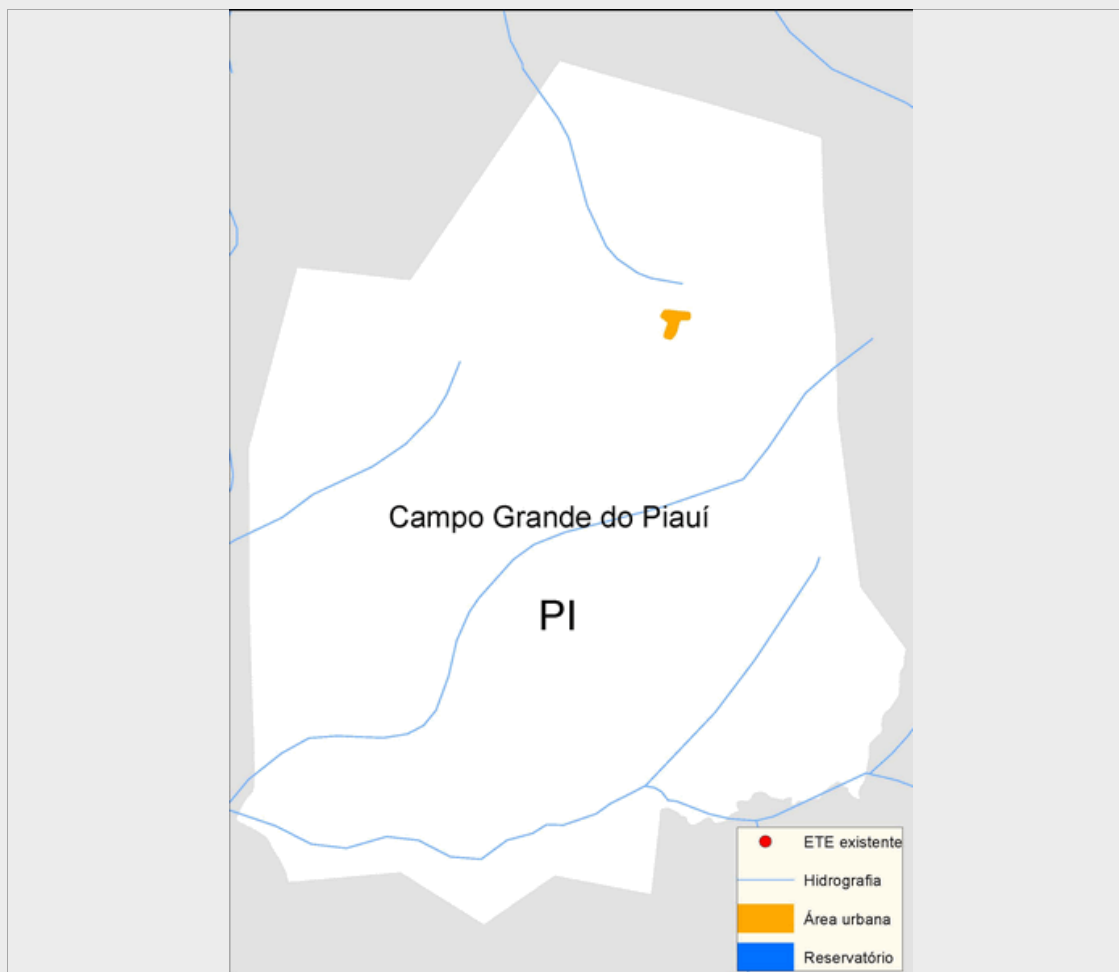 Campo Grande do Piauí
PI
ETE existente
Hidrografia
Área urbana
Reservatório